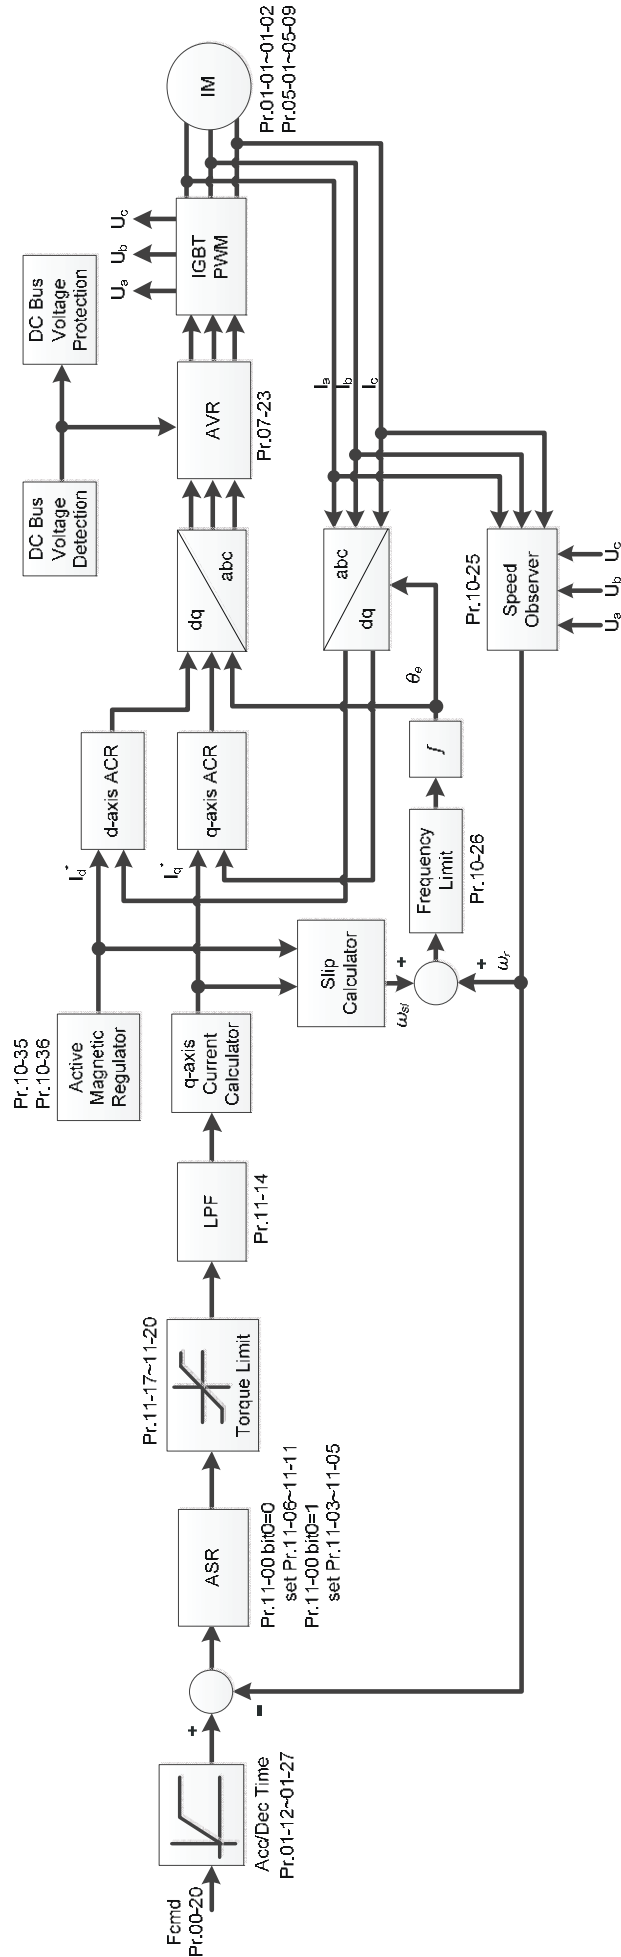 Fcmd
Pr.00-20
Acc/Dec Time
Pr.01-12~01-27
+
-
ASR
Pr.11-00 bit0=0
set Pr.11-06~11-11
Pr.11-00 bit0=1
set Pr.11-03~11-05
Pr.11-17~11-20
Torque Limit
LPF
Pr.11-14
q-axis
Current
Calculator
Pr.10-35
Pr.10-36
Active
Magnetic
Regulator
Id*
Iq*
d-axis ACR
q-axis ACR
Slip
Calculator
ωsl
+
+
ωr
Frequency
Limit
Pr.10-26
∫
θe
dq
abc
abc
dq
DC Bus
Voltage
Detection
DC Bus
Voltage
Protection
AVR
Pr.07-23
Ua
Ub
Uc
IGBT
PWM
IM
Pr.01-01~01-02
Pr.05-01~05-09
Ia
Ib
Ic
Pr.10-25
Speed
Observer
Ua
Ub
Uc